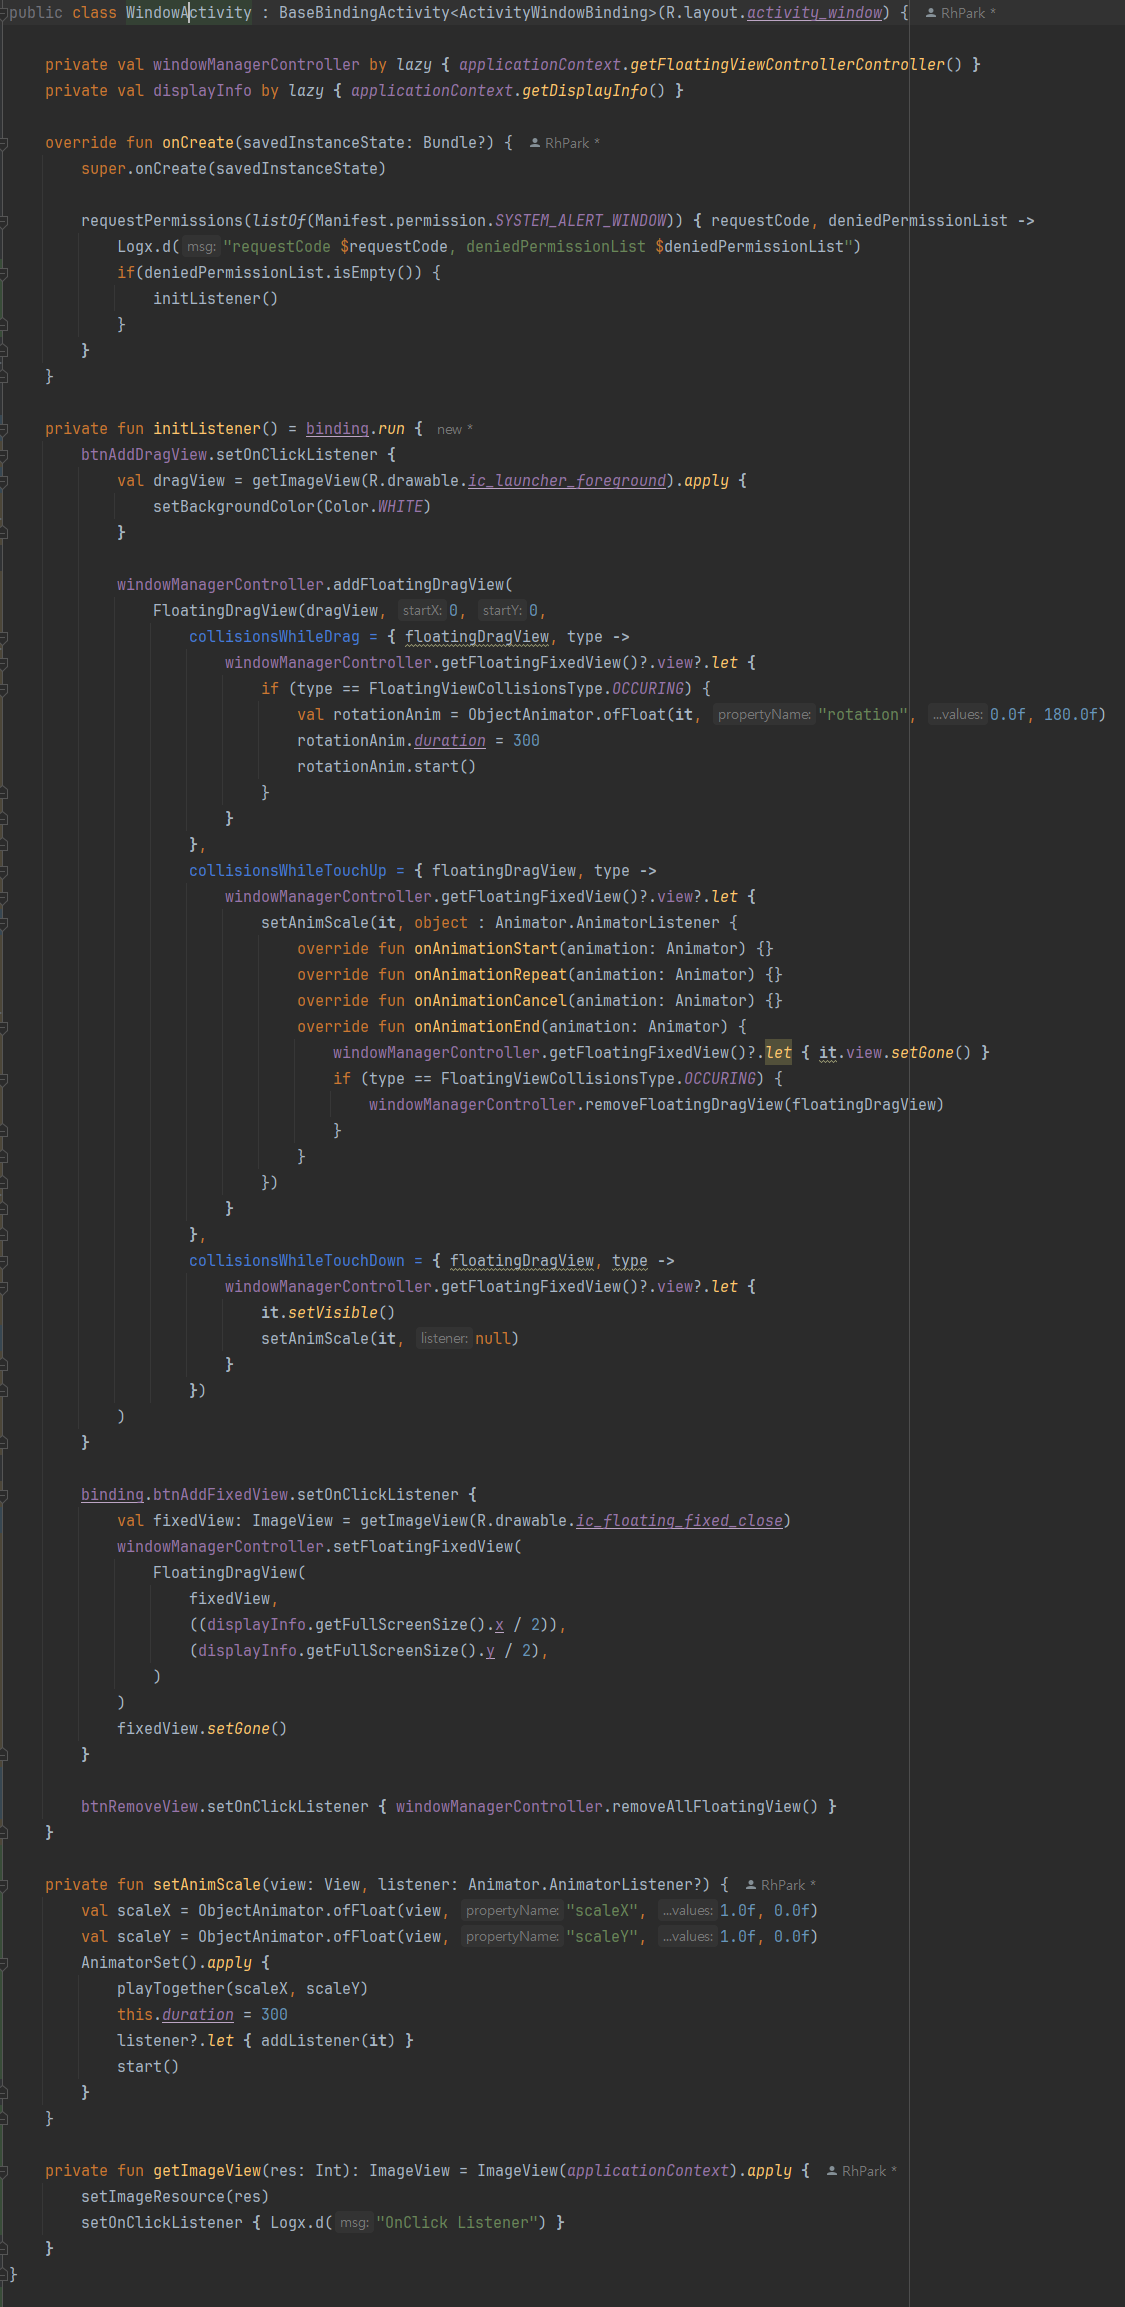 public class WindowActivity : BaseBindingActivity<ActivityWindowBinding>(R.layout.activity_window) { RhPark *
private val windowManagerController by lazy { applicationContext.getFloatingViewControllerController() }
private val displayInfo by lazy { applicationContext.getDisplayInfo() }
override fun onCreate(savedInstanceState: Bundle?) { RhPark *
super.onCreate(savedInstanceState)
requestPermissions(listOf(Manifest.permission.SYSTEM_ALERT_WINDOW)) { requestCode, deniedPermissionList ->
Logx.d( msg: "requestCode $requestCode, deniedPermissionList $deniedPermissionList")
if(deniedPermissionList.isEmpty()) {
initListener()
}
}
}
private fun initListener() = binding.run { new *
btnAddDragView.setOnClickListener {
val dragView = getImageView(R.drawable.ic_launcher_foreground).apply {
setBackgroundColor(Color.WHITE)
}
windowManagerController.addFloatingDragView(
FloatingDragView(dragView, startX: 0, startY: 0,
collisionsWhileDrag = { floatingDragView, type ->
windowManagerController.getFloatingFixedView()?.view?.let {
if (type == FloatingViewCollisionsType.OCCURING) {
val rotationAnim = ObjectAnimator.ofFloat(it, propertyName: "rotation", ...values: 0.0f, 180.0f)
rotationAnim.duration = 300
rotationAnim.start()
}
}
},
collisionsWhileTouchUp = { floatingDragView, type ->
windowManagerController.getFloatingFixedView()?.view?.let {
setAnimScale(it, object : Animator.AnimatorListener {
override fun onAnimationStart(animation: Animator) {}
override fun onAnimationRepeat(animation: Animator) {}
override fun onAnimationCancel(animation: Animator) {}
override fun onAnimationEnd(animation: Animator) {
windowManagerController.getFloatingFixedView()?.let { it.view.setGone() }
if (type == FloatingViewCollisionsType.OCCURING) {
windowManagerController.removeFloatingDragView(floatingDragView)
}
}
})
}
},
collisionsWhileTouchDown = { floatingDragView, type ->
windowManagerController.getFloatingFixedView()?.view?.let {
it.setVisible()
setAnimScale(it, listener: null)
}
})
)
}
binding.btnAddFixedView.setOnClickListener {
val fixedView: ImageView = getImageView(R.drawable.ic_floating_fixed_close)
windowManagerController.setFloatingFixedView(
FloatingDragView(
fixedView,
((displayInfo.getFullScreenSize().x / 2)),
(displayInfo.getFullScreenSize().y / 2),
)
)
fixedView.setGone()
}
btnRemoveView.setOnClickListener { windowManagerController.removeAllFloatingView() }
}
private fun setAnimScale(view: View, listener: Animator.AnimatorListener?) { RhPark *
val scaleX = ObjectAnimator.ofFloat(view, propertyName: "scaleX", ...values: 1.0f, 0.0f)
val scaleY = ObjectAnimator.ofFloat(view, propertyName: "scaleY", ...values: 1.0f, 0.0f)
AnimatorSet().apply {
playTogether(scaleX, scaleY)
this.duration = 300
listener?.let { addListener(it) }
start()
}
}
private fun getImageView(res: Int): ImageView = ImageView(applicationContext).apply { RhPark *
setImageResource(res)
setOnClickListener { Logx.d( msg: "OnClick Listener") }
}
}